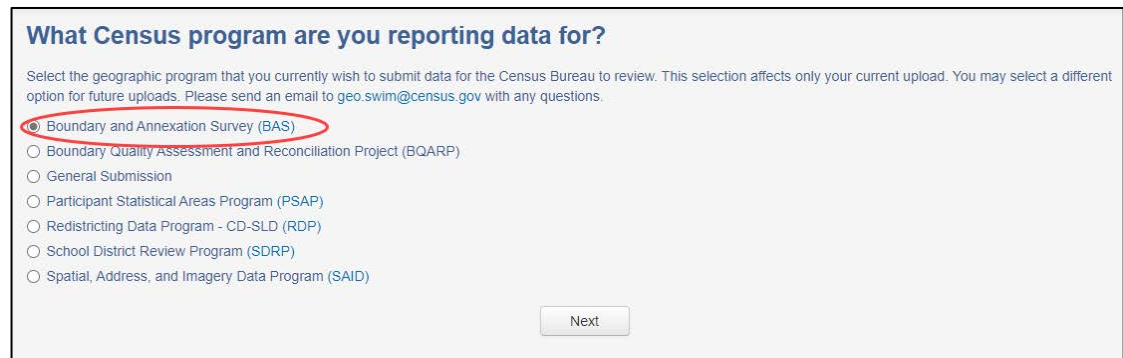 What Census program are you reporting data for?
Select the geographic program that you currently wish to submit data for the Census Bureau to review. This selection affects only your current upload. You may select a different
option for future uploads. Please send an email to geo.swim@census.gov with any questions.
Boundary and Annexation Survey (BAS)
Boundary Quality Assessment and Reconciliation Project (BQARP)
General Submission
Participant Statistical Areas Program (PSAP)
Redistricting Data Program - CD-SLD (RDP)
School District Review Program (SDRP)
Spatial, Address, and Imagery Data Program (SAID)
Next